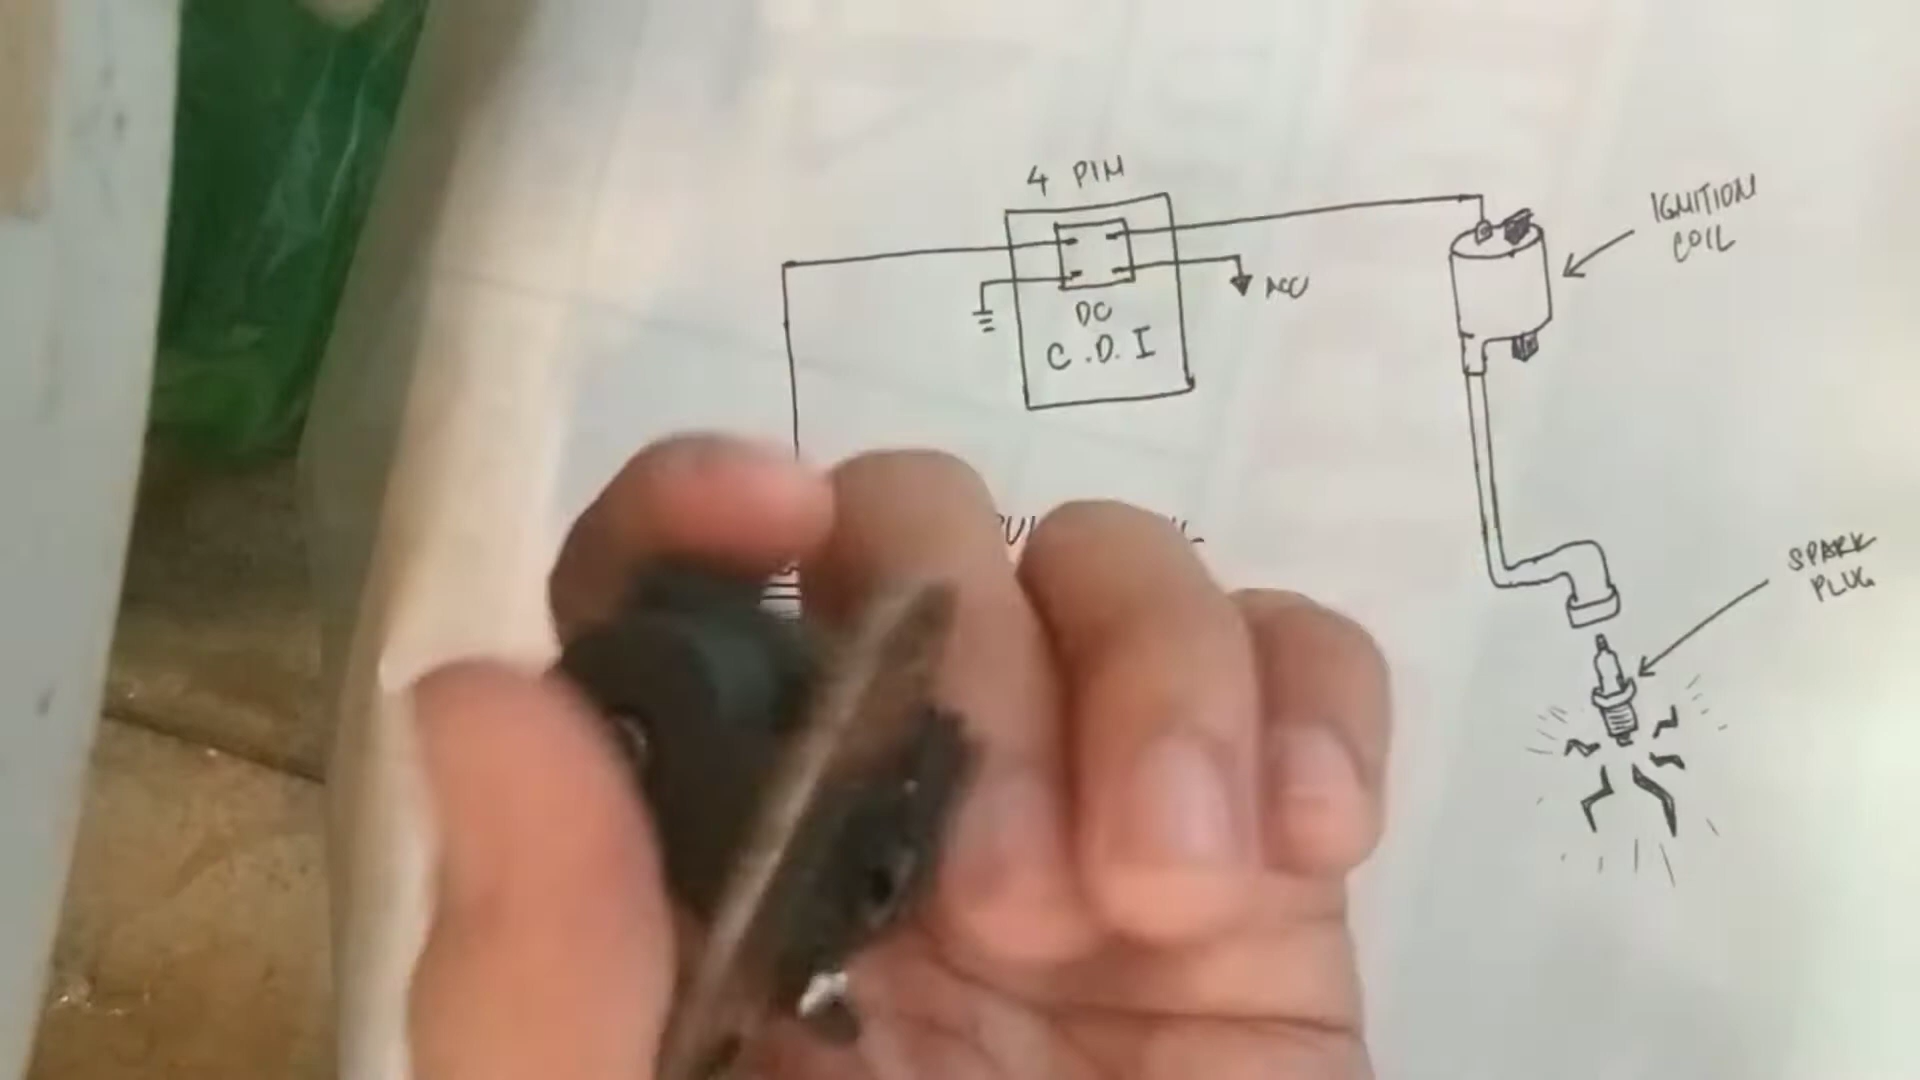 4 PIN
DC
C.D.I
ACC
IGNITION
COIL
SPARK
PLUG